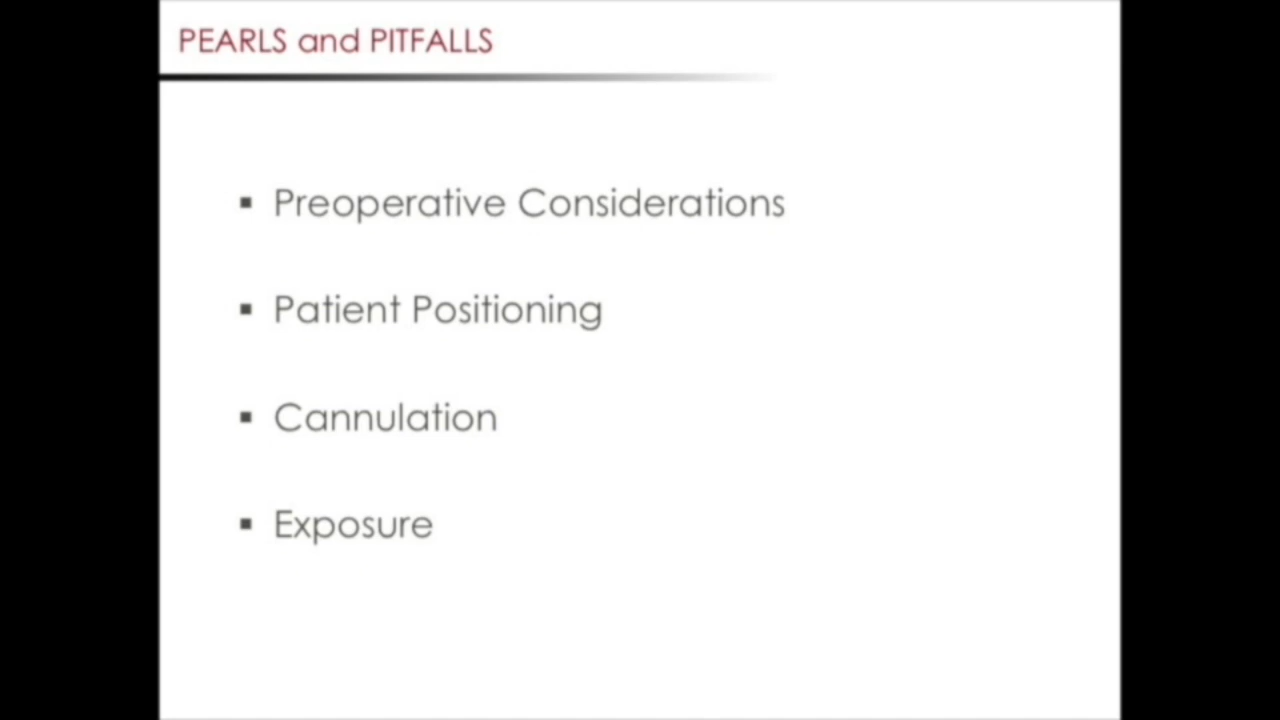 PEARLS and PITFALLS
▪ Preoperative Considerations
▪ Patient Positioning
▪ Cannulation
▪ Exposure